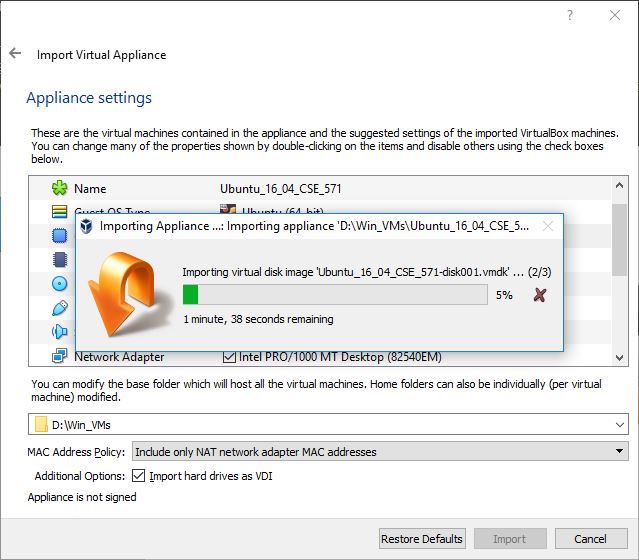 ?
Import Virtual Appliance
Appliance settings
These are the virtual machines contained in the appliance and the suggested settings of the imported VirtualBox machines.
You can change many of the properties shown by double-clicking on the items and disable others using the check boxes
below.
Name Ubuntu_16_04_CSE_571
Guest OS Type Ubuntu (64-bit)
Importing Appliance ...: Importing appliance 'D:\Win_VMs\Ubuntu_16_04_CSE_5...
Importing virtual disk image 'Ubuntu_16_04_CSE_571-disk001.vmdk' ... (2/3)
5%
1 minute, 38 seconds remaining
Network Adapter Intel PRO/1000 MT Desktop (82540EM)
You can modify the base folder which will host all the virtual machines. Home folders can also be individually (per virtual
machine) modified.
D:\Win_VMs
MAC Address Policy: Include only NAT network adapter MAC addresses
Additional Options: Import hard drives as VDI
Appliance is not signed
Restore Defaults Import Cancel